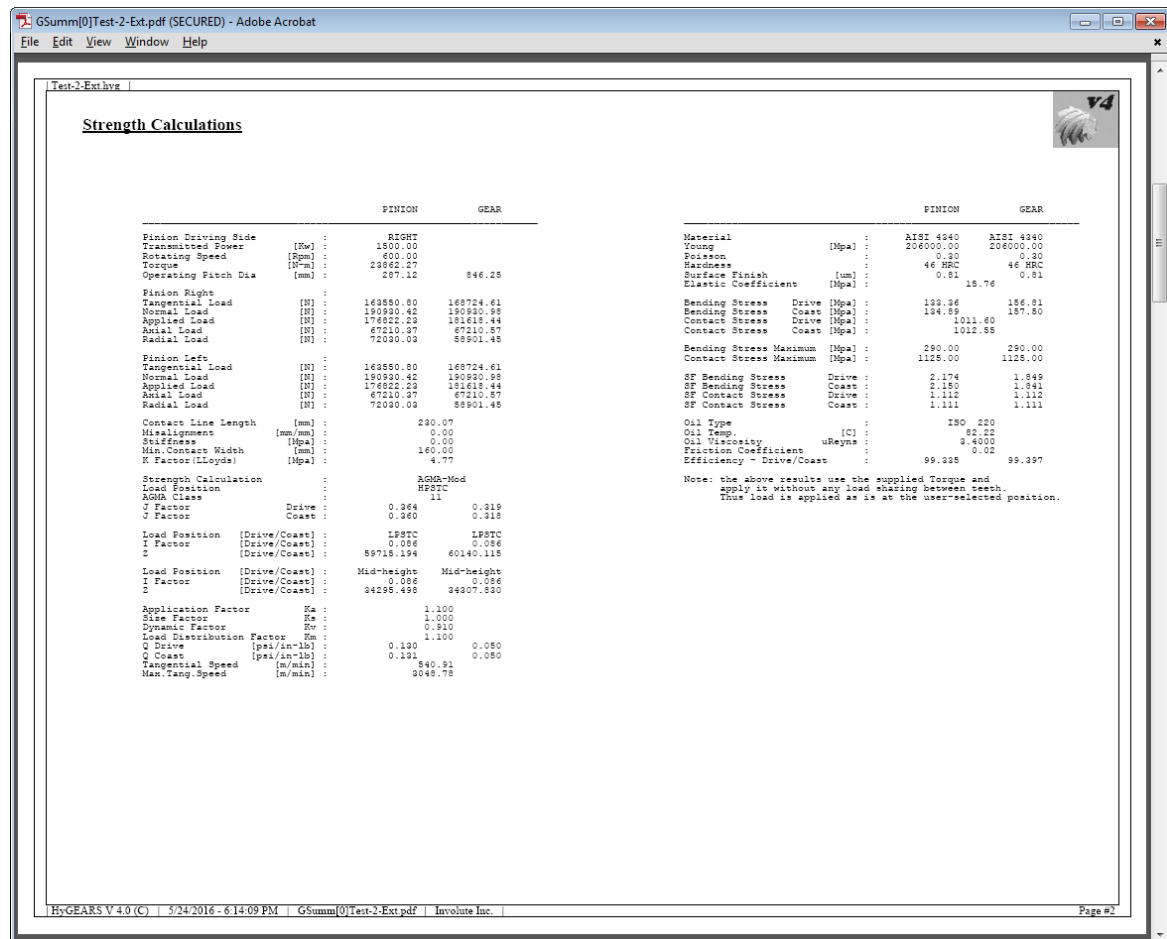 GSumm[0]Test-2-Ext.pdf (SECURED) - Adobe Acrobat
File Edit View Window Help
| Test-2-Ext.hyg |
V4
Strength Calculations
PINION GEAR
Pinion Driving Side : RIGHT
Transmitted Power [Kw] : 1500.00
Rotating Speed [Rpm] : 600.00
Torque [N-m] : 23862.27
Operating Pitch Dia [mm] : 287.12 846.25
Pinion Right :
Tangential Load [N] : 163550.80 168724.61
Normal Load [N] : 190930.42 190930.98
Applied Load [N] : 176822.23 181618.44
Axial Load [N] : 67210.37 67210.57
Radial Load [N] : 72030.03 58901.45
Pinion Left :
Tangential Load [N] : 163550.80 168724.61
Normal Load [N] : 190930.42 190930.98
Applied Load [N] : 176822.23 181618.44
Axial Load [N] : 67210.37 67210.57
Radial Load [N] : 72030.03 58901.45
Contact Line Length [mm] : 230.07
Misalignment [mm/mm] : 0.00
Stiffness [Mpa] : 0.00
Min.Contact Width [mm] : 160.00
K Factor(LLoyds) [Mpa] : 4.77
Strength Calculation : AGMA-Mod
Load Position : HPSTC
AGMA Class : 11
J Factor Drive : 0.364 0.319
J Factor Coast : 0.360 0.318
Load Position [Drive/Coast] : LPSTC LPSTC
I Factor [Drive/Coast] : 0.086 0.086
Z [Drive/Coast] : 59715.194 60140.115
Load Position [Drive/Coast] : Mid-height Mid-height
I Factor [Drive/Coast] : 0.086 0.086
Z [Drive/Coast] : 34295.498 34307.830
Application Factor Ka : 1.100
Size Factor Ks : 1.000
Dynamic Factor Kv : 0.910
Load Distribution Factor Km : 1.100
Q Drive [psi/in-lb] : 0.130 0.050
Q Coast [psi/in-lb] : 0.131 0.050
Tangential Speed [m/min] : 540.91
Max.Tang.Speed [m/min] : 3048.78
PINION GEAR
Material : AISI 4340 AISI 4340
Young [Mpa] : 206000.00 206000.00
Poisson : 0.30 0.30
Hardness : 46 HRC 46 HRC
Surface Finish [um] : 0.81 0.81
Elastic Coefficient [Mpa] : 15.76
Bending Stress Drive [Mpa] : 133.36 156.81
Bending Stress Coast [Mpa] : 134.89 157.50
Contact Stress Drive [Mpa] : 1011.60
Contact Stress Coast [Mpa] : 1012.55
Bending Stress Maximum [Mpa] : 290.00 290.00
Contact Stress Maximum [Mpa] : 1125.00 1125.00
SF Bending Stress Drive : 2.174 1.849
SF Bending Stress Coast : 2.150 1.841
SF Contact Stress Drive : 1.112 1.112
SF Contact Stress Coast : 1.111 1.111
Oil Type : ISO 220
Oil Temp. [C] : 82.22
Oil Viscosity uReyns : 3.4000
Friction Coefficient : 0.02
Efficiency - Drive/Coast : 99.335 99.397
Note: the above results use the supplied Torque and
apply it without any load sharing between teeth.
Thus load is applied as is at the user-selected position.
| HyGEARS V 4.0 (C) | 5/24/2016 - 6:14:09 PM | GSumm[0]Test-2-Ext.pdf | Involute Inc. | Page #2